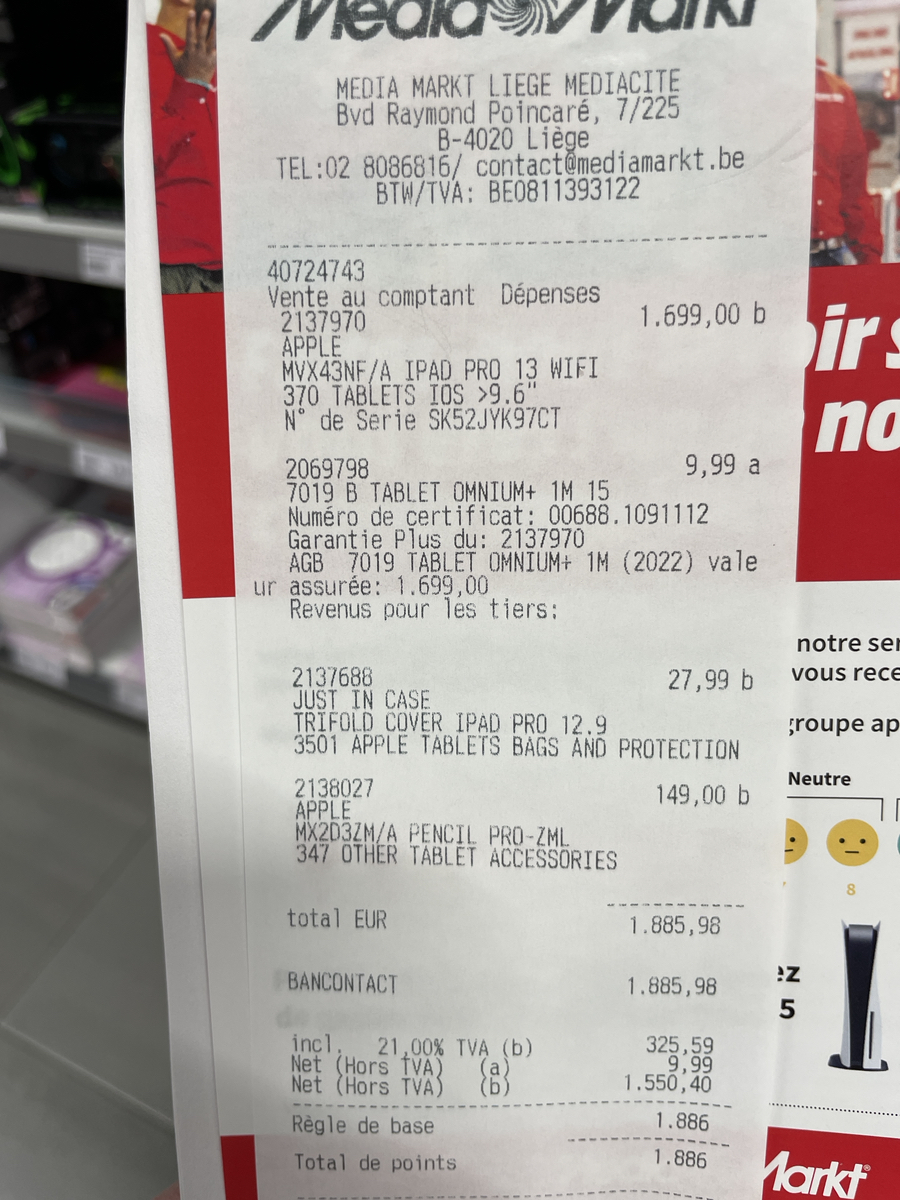 Media Markt
MEDIA MARKT LIEGE MEDIACITE
Bvd Raymond Poincaré, 7/225
B-4020 Liège
TEL:02 8086816/ contact@mediamarkt.be
BTW/TVA: BE0811393122
40724743
Vente au comptant Dépenses
2137970 1.699,00 b
APPLE
MVX43NF/A IPAD PRO 13 WIFI
370 TABLETS IOS >9.6"
N° de Serie SK52JYK97CT
2069798 9,99 a
7019 B TABLET OMNIUM+ 1M 15
Numéro de certificat: 00688.1091112
Garantie Plus du: 2137970
AGB 7019 TABLET OMNIUM+ 1M (2022) vale
ur assurée: 1.699,00
Revenus pour les tiers:
2137688 27,99 b
JUST IN CASE
TRIFOLD COVER IPAD PRO 12.9
3501 APPLE TABLETS BAGS AND PROTECTION
2138027 149,00 b
APPLE
MX2D3ZM/A PENCIL PRO-ZML
347 OTHER TABLET ACCESSORIES
total EUR 1.885,98
BANCONTACT 1.885,98
incl. 21,00% TVA (b) 325,59
Net (Hors TVA) (a) 9,99
Net (Hors TVA) (b) 1.550,40
Règle de base 1.886
Total de points 1.886
oir s
no
notre ser
vous rece
groupe ap
Neutre
8
ez
5
Markt